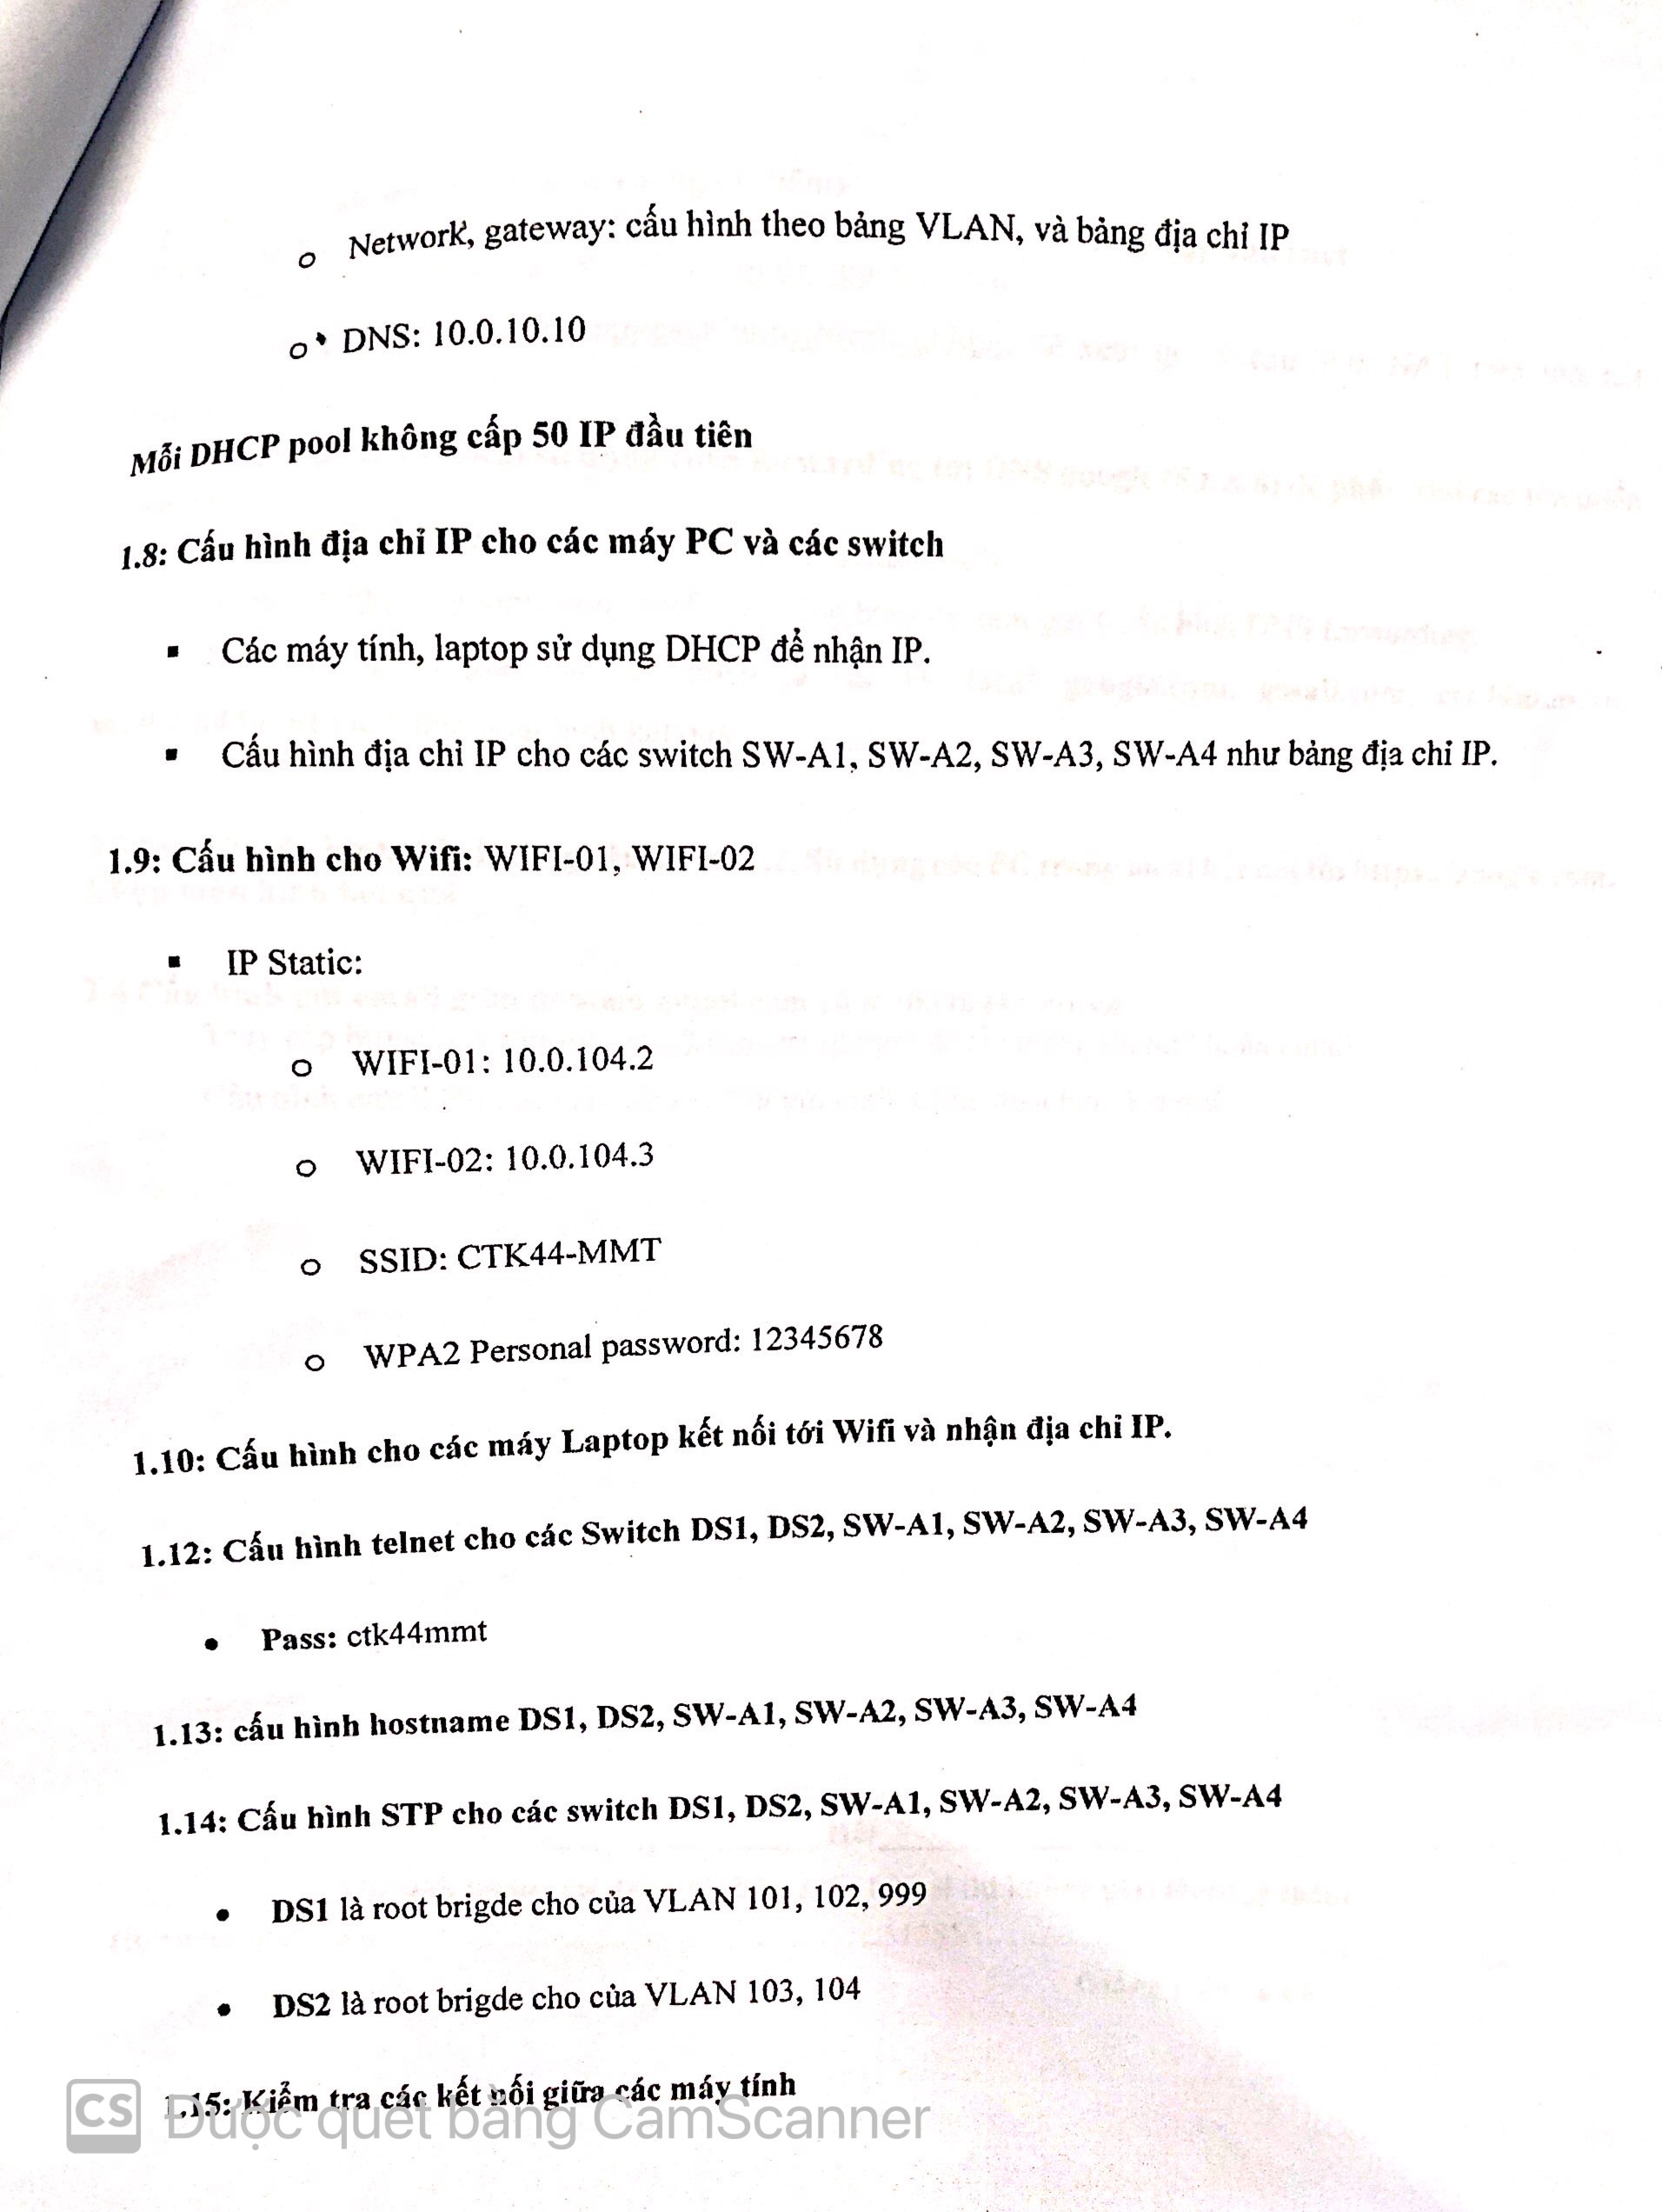 o Network, gateway: cấu hình theo bảng VLAN, và bảng địa chỉ IP
o DNS: 10.0.10.10
Mỗi DHCP pool không cấp 50 IP đầu tiên
1.8: Cấu hình địa chỉ IP cho các máy PC và các switch
▪ Các máy tính, laptop sử dụng DHCP để nhận IP.
▪ Cấu hình địa chỉ IP cho các switch SW-A1, SW-A2, SW-A3, SW-A4 như bảng địa chỉ IP.
1.9: Cấu hình cho Wifi: WIFI-01, WIFI-02
▪ IP Static:
o WIFI-01: 10.0.104.2
o WIFI-02: 10.0.104.3
o SSID: CTK44-MMT
o WPA2 Personal password: 12345678
1.10: Cấu hình cho các máy Laptop kết nối tới Wifi và nhận địa chỉ IP.
1.12: Cấu hình telnet cho các Switch DS1, DS2, SW-A1, SW-A2, SW-A3, SW-A4
• Pass: ctk44mmt
1.13: cấu hình hostname DS1, DS2, SW-A1, SW-A2, SW-A3, SW-A4
1.14: Cấu hình STP cho các switch DS1, DS2, SW-A1, SW-A2, SW-A3, SW-A4
• DS1 là root brigde cho của VLAN 101, 102, 999
• DS2 là root brigde cho của VLAN 103, 104
1.15: Kiểm tra các kết nối giữa các máy tính
CS Được quét bằng CamScanner